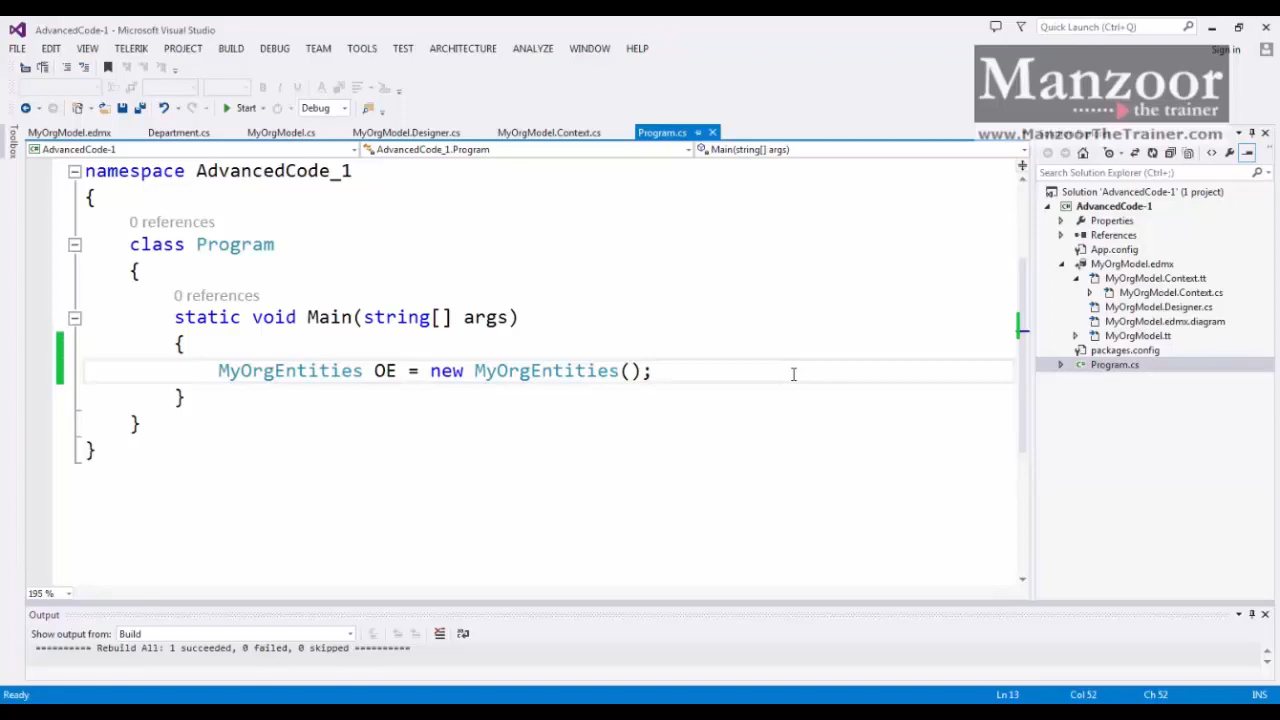 AdvancedCode-1 - Microsoft Visual Studio
Quick Launch (Ctrl+Q)
FILE EDIT VIEW TELERIK PROJECT BUILD DEBUG TEAM TOOLS TEST ARCHITECTURE ANALYZE WINDOW HELP
Sign in
Manzoor
the trainer
www.ManzoorTheTrainer.com
Start
Debug
MyOrgModel.edmx Department.cs MyOrgModel.cs MyOrgModel.Designer.cs MyOrgModel.Context.cs Program.cs
AdvancedCode-1 AdvancedCode_1.Program Main(string[] args)
Toolbox
namespace AdvancedCode_1
{
0 references
class Program
{
0 references
static void Main(string[] args)
{
MyOrgEntities OE = new MyOrgEntities();
}
}
}
195 %
Search Solution Explorer (Ctrl+;)
Solution 'AdvancedCode-1' (1 project)
AdvancedCode-1
Properties
References
App.config
MyOrgModel.edmx
MyOrgModel.Context.tt
MyOrgModel.Context.cs
MyOrgModel.Designer.cs
MyOrgModel.edmx.diagram
MyOrgModel.tt
packages.config
Program.cs
Output
Show output from: Build
========== Rebuild All: 1 succeeded, 0 failed, 0 skipped ==========
Ready
Ln 13 Col 52 Ch 52 INS